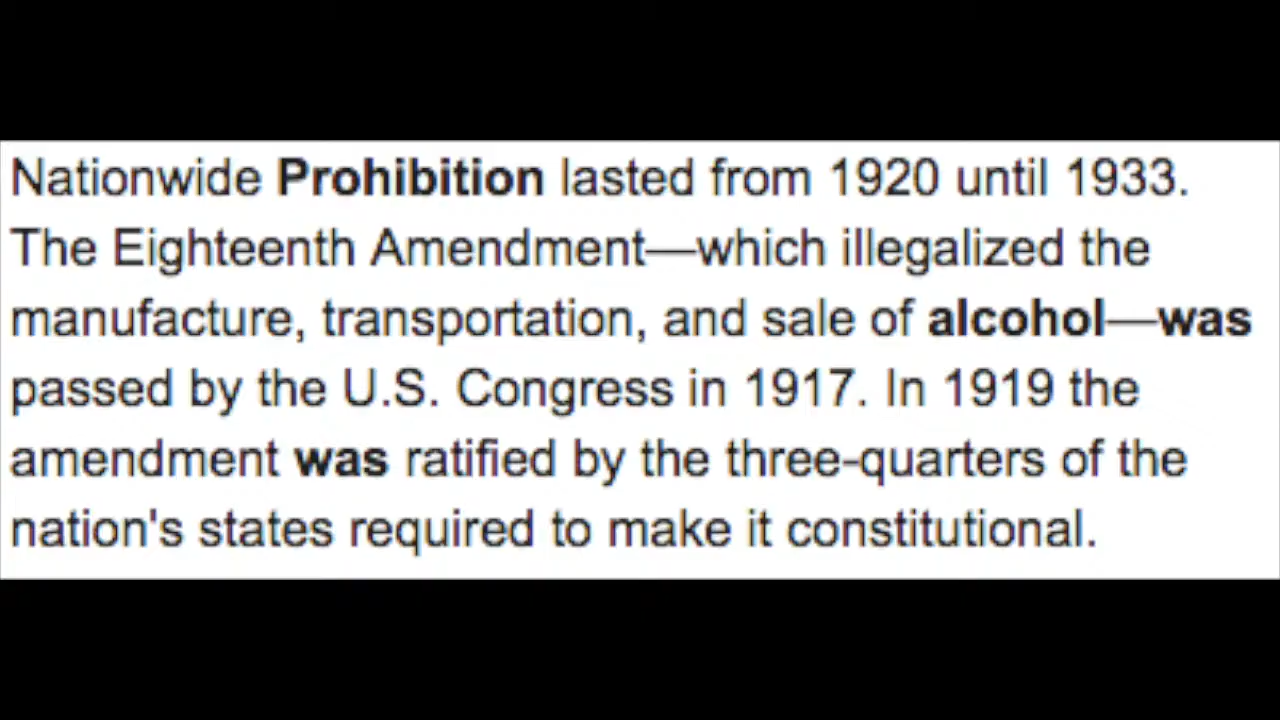 Nationwide Prohibition lasted from 1920 until 1933.
The Eighteenth Amendment—which illegalized the
manufacture, transportation, and sale of alcohol—was
passed by the U.S. Congress in 1917. In 1919 the
amendment was ratified by the three-quarters of the
nation's states required to make it constitutional.